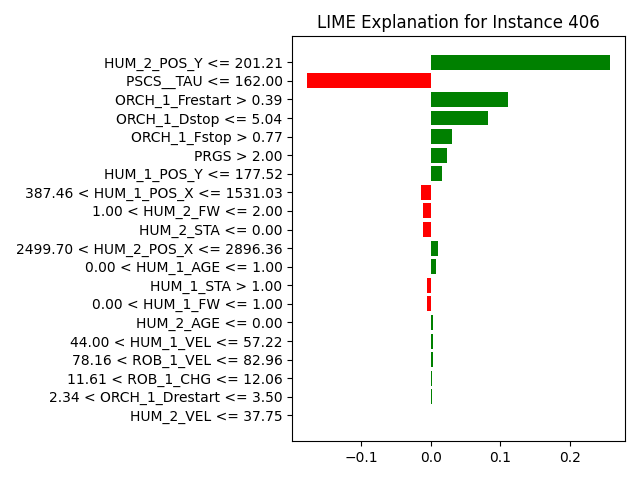 LIME Explanation for Instance 406
HUM_2_POS_Y <= 201.21
PSCS__TAU <= 162.00
ORCH_1_Frestart > 0.39
ORCH_1_Dstop <= 5.04
ORCH_1_Fstop > 0.77
PRGS > 2.00
HUM_1_POS_Y <= 177.52
387.46 < HUM_1_POS_X <= 1531.03
1.00 < HUM_2_FW <= 2.00
HUM_2_STA <= 0.00
2499.70 < HUM_2_POS_X <= 2896.36
0.00 < HUM_1_AGE <= 1.00
HUM_1_STA > 1.00
0.00 < HUM_1_FW <= 1.00
HUM_2_AGE <= 0.00
44.00 < HUM_1_VEL <= 57.22
78.16 < ROB_1_VEL <= 82.96
11.61 < ROB_1_CHG <= 12.06
2.34 < ORCH_1_Drestart <= 3.50
HUM_2_VEL <= 37.75
−0.1 0.0 0.1 0.2